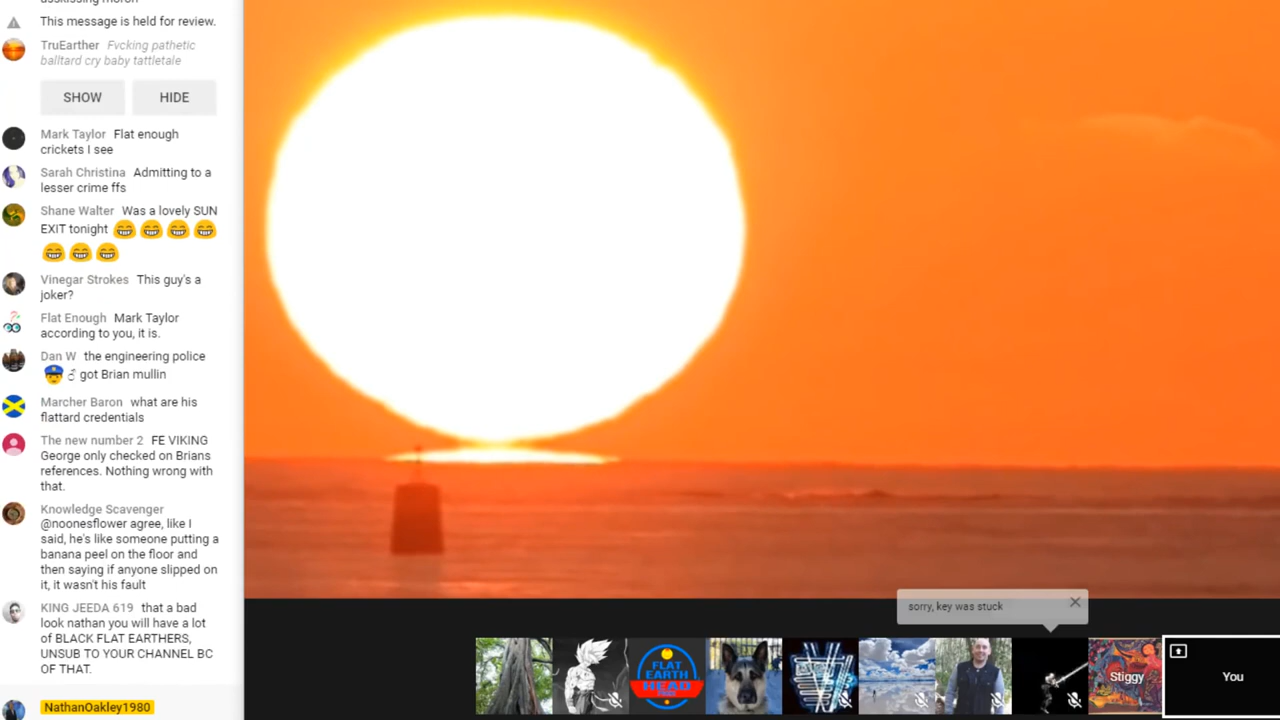 asskissing moron
This message is held for review.
TruEarther Fvcking pathetic
balltard cry baby tattletale
SHOW HIDE
Mark Taylor Flat enough
crickets I see
Sarah Christina Admitting to a
lesser crime ffs
Shane Walter Was a lovely SUN
EXIT tonight 😁 😁 😁 😁
😁 😁 😁
Vinegar Strokes This guy's a
joker?
Flat Enough Mark Taylor
according to you, it is.
Dan W the engineering police
👮 ♂ got Brian mullin
Marcher Baron what are his
flattard credentials
The new number 2 FE VIKING
George only checked on Brians
references. Nothing wrong with
that.
Knowledge Scavenger
@noonesflower agree, like I
said, he's like someone putting a
banana peel on the floor and
then saying if anyone slipped on
it, it wasn't his fault
KING JEEDA 619 that a bad
look nathan you will have a lot
of BLACK FLAT EARTHERS,
UNSUB TO YOUR CHANNEL BC
OF THAT.
NathanOakley1980
sorry, key was stuck
FLAT
EARTH
HEAD
Stiggy
You